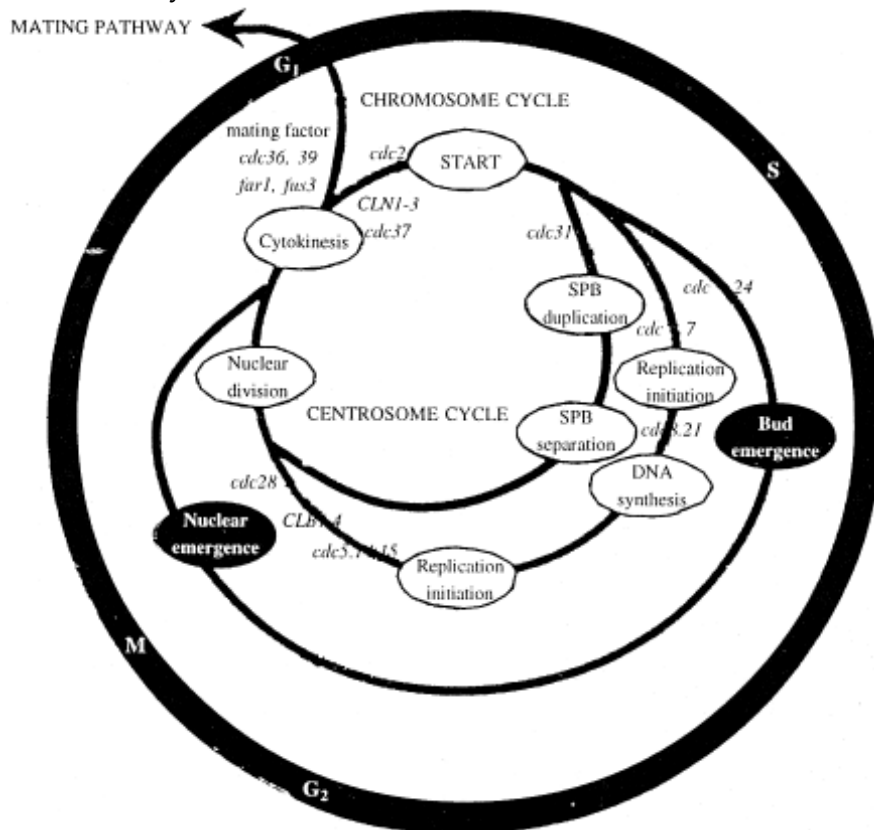 MATING PATHWAY
G1
CHROMOSOME CYCLE
mating factor
cdc36, 39
far1, fus3
cdc2
START
S
CLN1-3
cdc37
Cytokinesis
cdc31
cdc 24
SPB
duplication
cdc 7
Nuclear
division
Replication
initiation
CENTROSOME CYCLE
SPB
separation
Bud
emergence
DNA
synthesis
cdc28
Nuclear
emergence
Replication
initiation
M
G2